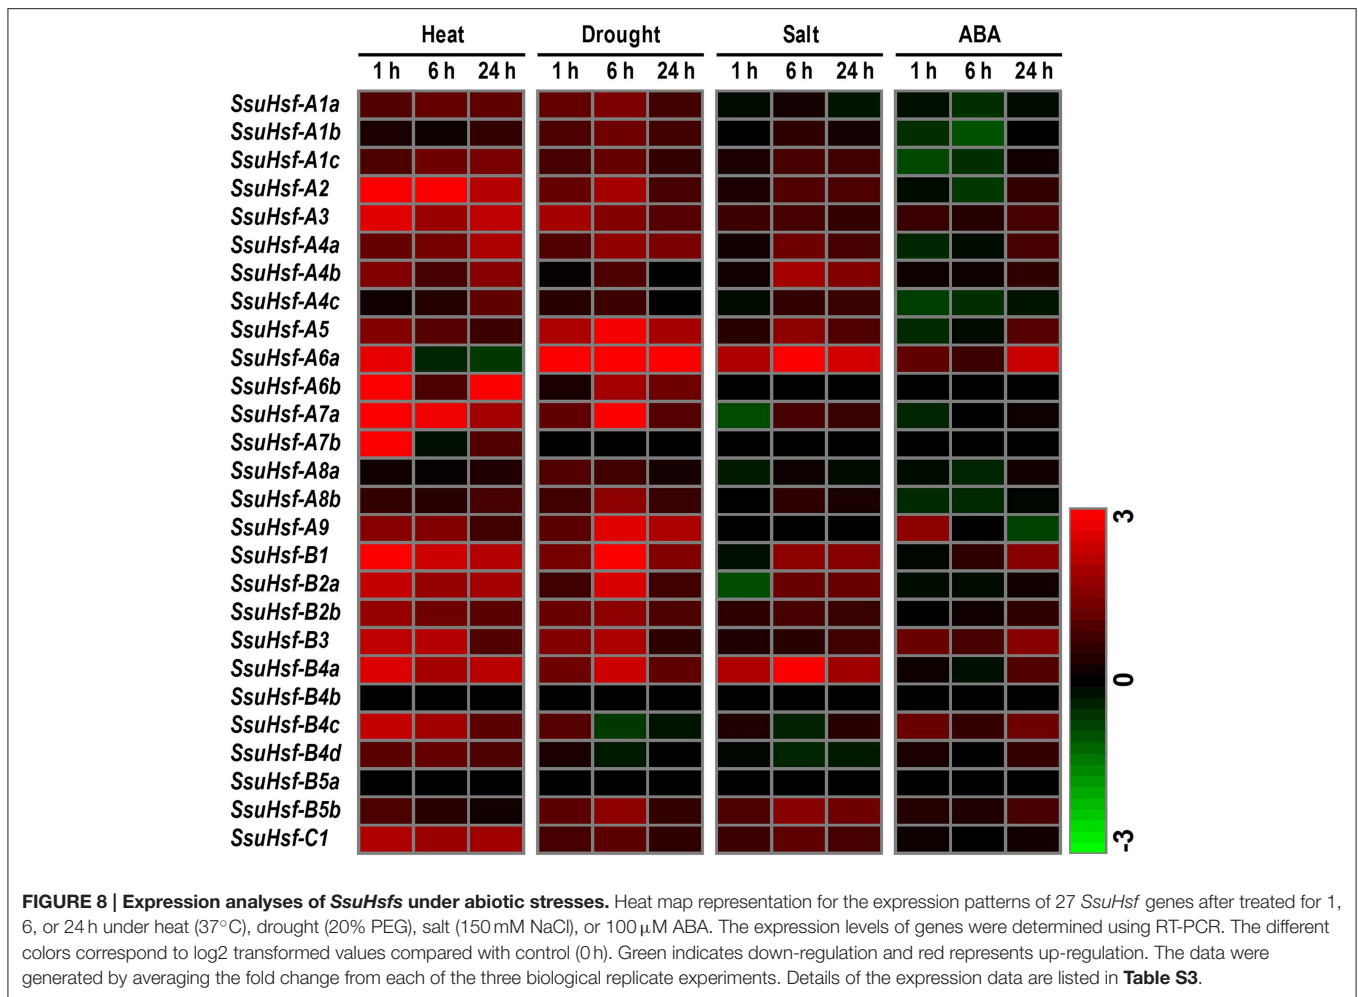 Heat Drought Salt ABA
1 h 6 h 24 h 1 h 6 h 24 h 1 h 6 h 24 h 1 h 6 h 24 h
SsuHsf-A1a
SsuHsf-A1b
SsuHsf-A1c
SsuHsf-A2
SsuHsf-A3
SsuHsf-A4a
SsuHsf-A4b
SsuHsf-A4c
SsuHsf-A5
SsuHsf-A6a
SsuHsf-A6b
SsuHsf-A7a
SsuHsf-A7b
SsuHsf-A8a
SsuHsf-A8b
SsuHsf-A9
SsuHsf-B1
SsuHsf-B2a
SsuHsf-B2b
SsuHsf-B3
SsuHsf-B4a
SsuHsf-B4b
SsuHsf-B4c
SsuHsf-B4d
SsuHsf-B5a
SsuHsf-B5b
SsuHsf-C1
3
0
-3
FIGURE 8 | Expression analyses of SsuHsfs under abiotic stresses. Heat map representation for the expression patterns of 27 SsuHsf genes after treated for 1,
6, or 24 h under heat (37°C), drought (20% PEG), salt (150 mM NaCl), or 100 μM ABA. The expression levels of genes were determined using RT-PCR. The different
colors correspond to log2 transformed values compared with control (0 h). Green indicates down-regulation and red represents up-regulation. The data were
generated by averaging the fold change from each of the three biological replicate experiments. Details of the expression data are listed in Table S3.